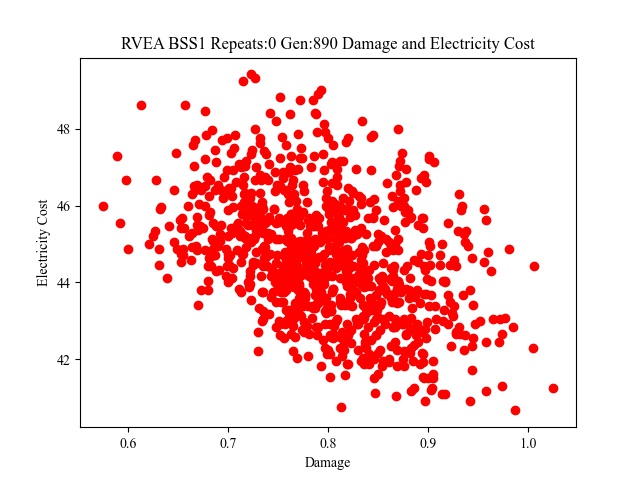 RVEA BSS1 Repeats:0 Gen:890 Damage and Electricity Cost
48
46
44
42
Electricity Cost
0.6 0.7 0.8 0.9 1.0
Damage